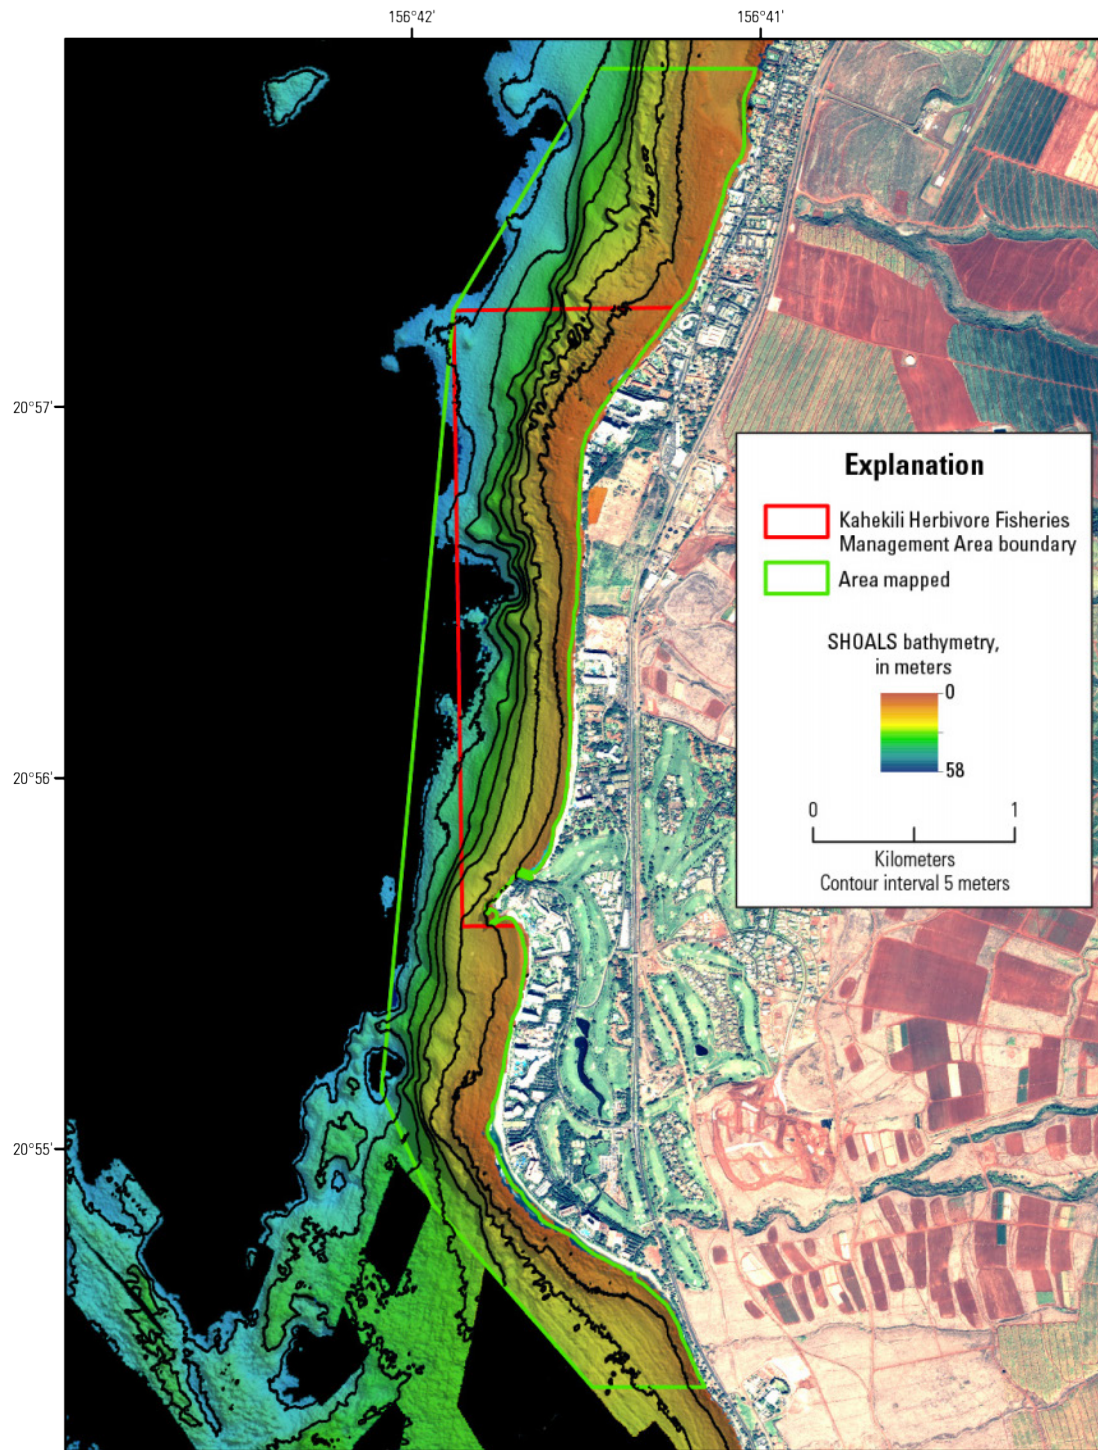 156°42' 156°41'
20°57'
20°56'
20°55'
Explanation
Kahekili Herbivore Fisheries
Management Area boundary
Area mapped
SHOALS bathymetry,
in meters
0
58
0 1
Kilometers
Contour interval 5 meters